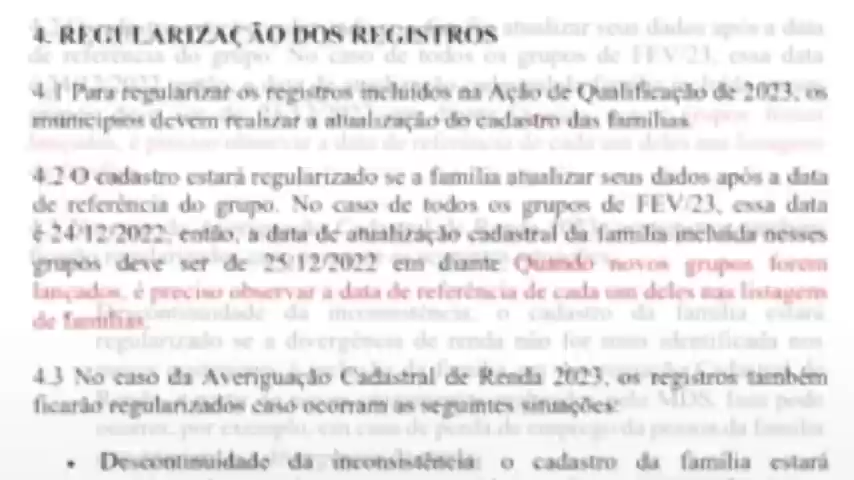 4. REGULARIZAÇÃO DOS REGISTROS
4.1 Para regularizar os registros incluídos na Ação de Qualificação de 2023, os
municípios devem realizar a atualização do cadastro das famílias.
4.2 O cadastro estará regularizado se a família atualizar seus dados após a data
de referência do grupo. No caso de todos os grupos de FEV/23, essa data
é 24/12/2022, então, a data de atualização cadastral da família incluída nesses
grupos deve ser de 25/12/2022 em diante. Quando novos grupos forem
lançados, é preciso observar a data de referência de cada um deles nas listagens
de famílias.
4.3 No caso da Averiguação Cadastral de Renda 2023, os registros também
ficarão regularizados caso ocorram as seguintes situações:
• Descontinuidade da inconsistência: o cadastro da família estará